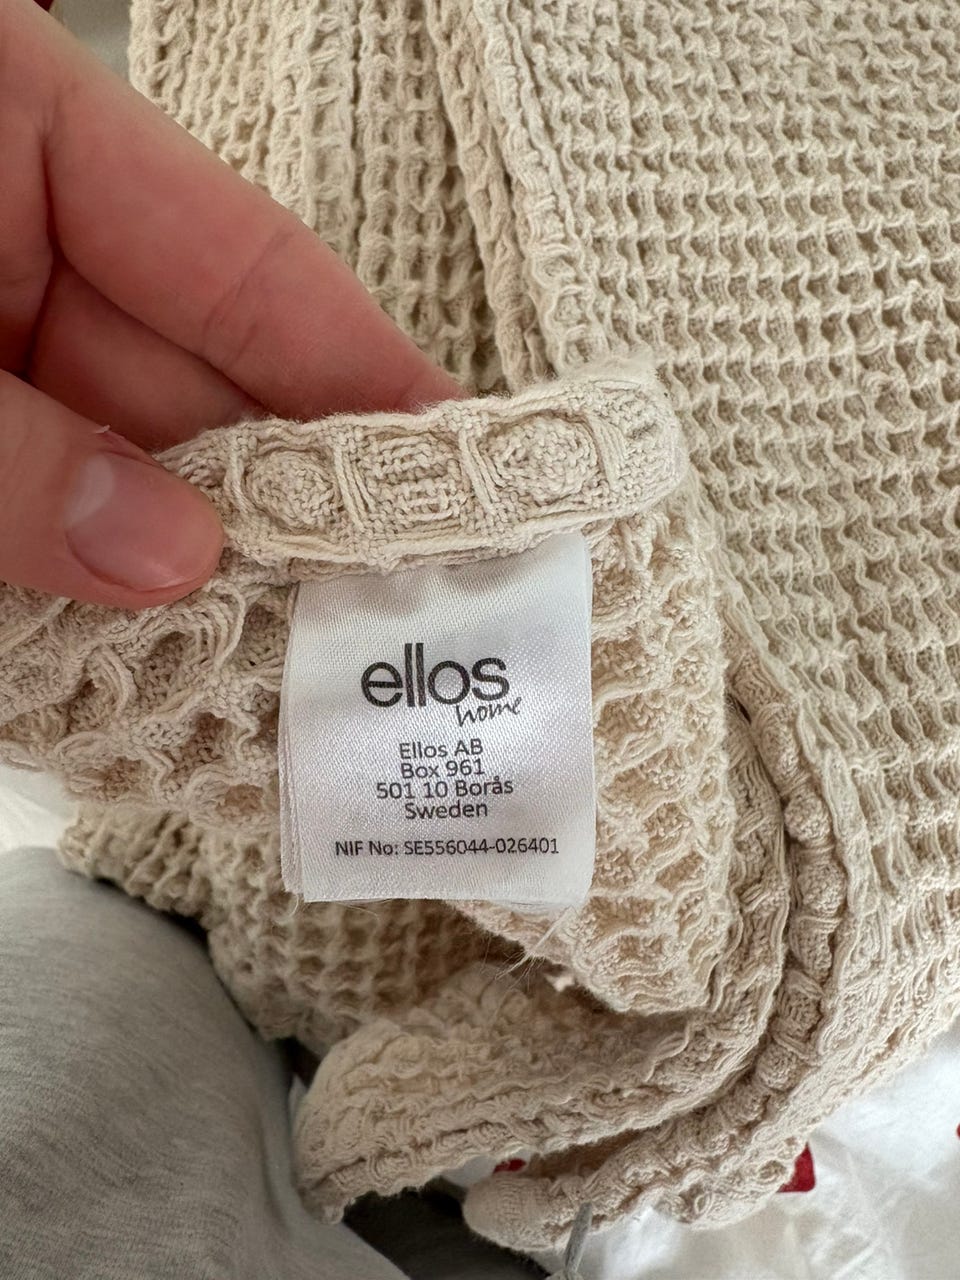 ellos
home
Ellos AB
Box 961
501 10 Borås
Sweden
NIF No: SE556044-026401